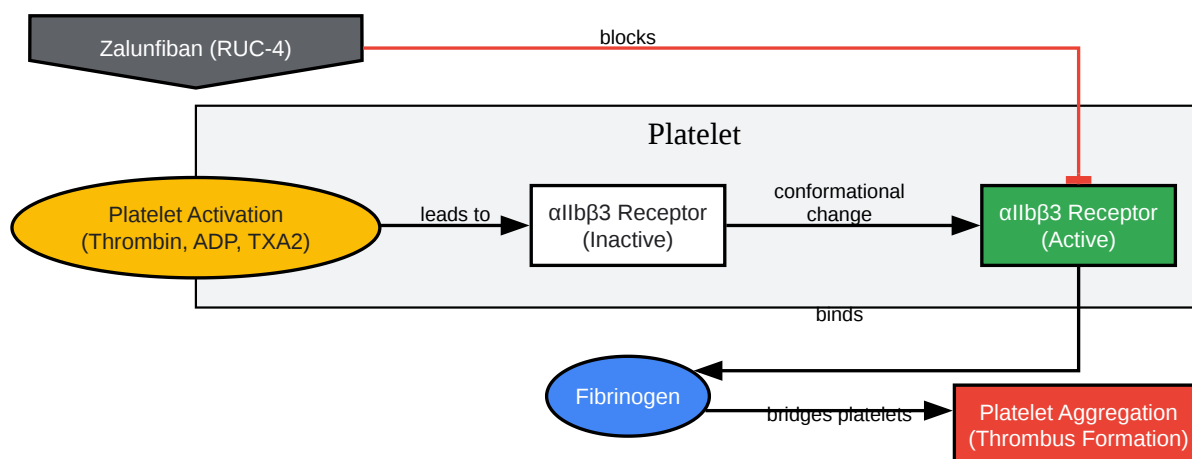 Zalunfiban (RUC-4)
blocks
Platelet
Platelet Activation
(Thrombin, ADP, TXA2)
leads to
αIIbβ3 Receptor
(Inactive)
conformational
change
αIIbβ3 Receptor
(Active)
binds
Fibrinogen
bridges platelets
Platelet Aggregation
(Thrombus Formation)